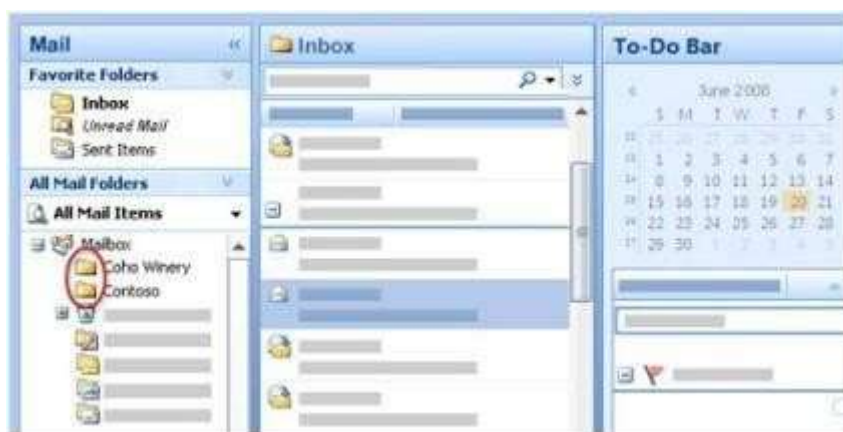 Mail
Favorite Folders
Inbox
Unread Mail
Sent Items
All Mail Folders
All Mail Items
Mailbox
Coho Winery
Contoso
Inbox
To-Do Bar
June 2008
S M T W T F S
1 2 3 4 5 6 7
8 9 10 11 12 13 14
15 16 17 18 19 20 21
22 23 24 25 26 27 28
29 30